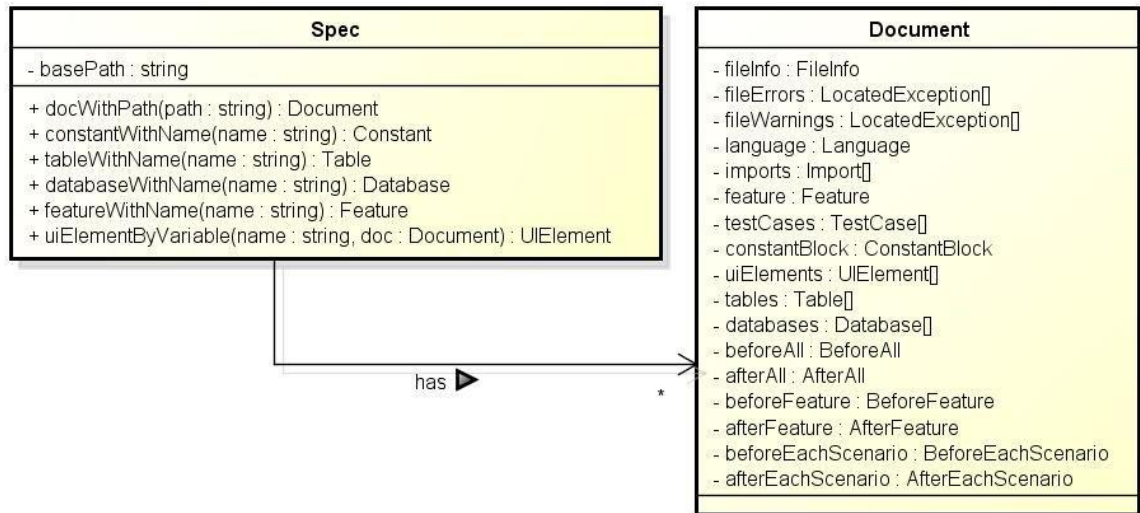 Spec
- basePath : string
+ docWithPath(path : string) : Document
+ constantWithName(name : string) : Constant
+ tableWithName(name : string) : Table
+ databaseWithName(name : string) : Database
+ featureWithName(name : string) : Feature
+ uiElementByVariable(name : string, doc : Document) : UIElement
has
*
Document
- fileInfo : FileInfo
- fileErrors : LocatedException[]
- fileWarnings : LocatedException[]
- language : Language
- imports : Import[]
- feature : Feature
- testCases : TestCase[]
- constantBlock : ConstantBlock
- uiElements : UIElement[]
- tables : Table[]
- databases : Database[]
- beforeAll : BeforeAll
- afterAll : AfterAll
- beforeFeature : BeforeFeature
- afterFeature : AfterFeature
- beforeEachScenario : BeforeEachScenario
- afterEachScenario : AfterEachScenario